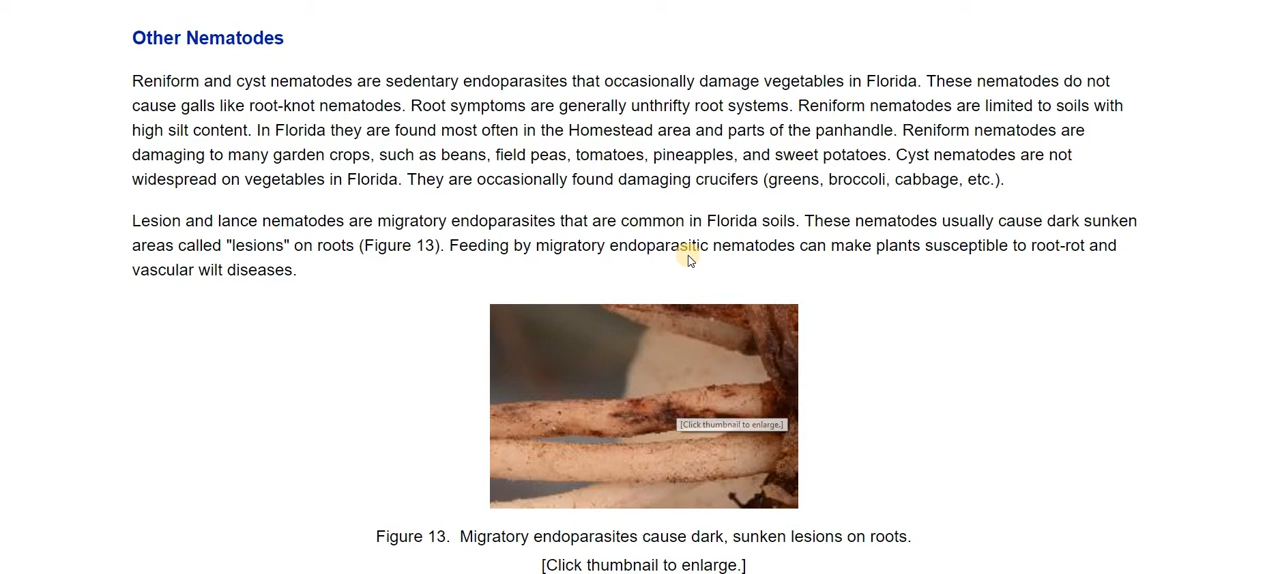 Other Nematodes
Reniform and cyst nematodes are sedentary endoparasites that occasionally damage vegetables in Florida. These nematodes do not
cause galls like root-knot nematodes. Root symptoms are generally unthrifty root systems. Reniform nematodes are limited to soils with
high silt content. In Florida they are found most often in the Homestead area and parts of the panhandle. Reniform nematodes are
damaging to many garden crops, such as beans, field peas, tomatoes, pineapples, and sweet potatoes. Cyst nematodes are not
widespread on vegetables in Florida. They are occasionally found damaging crucifers (greens, broccoli, cabbage, etc.).
Lesion and lance nematodes are migratory endoparasites that are common in Florida soils. These nematodes usually cause dark sunken
areas called "lesions" on roots (Figure 13). Feeding by migratory endoparasitic nematodes can make plants susceptible to root-rot and
vascular wilt diseases.
[Click thumbnail to enlarge.]
Figure 13. Migratory endoparasites cause dark, sunken lesions on roots.
[Click thumbnail to enlarge.]